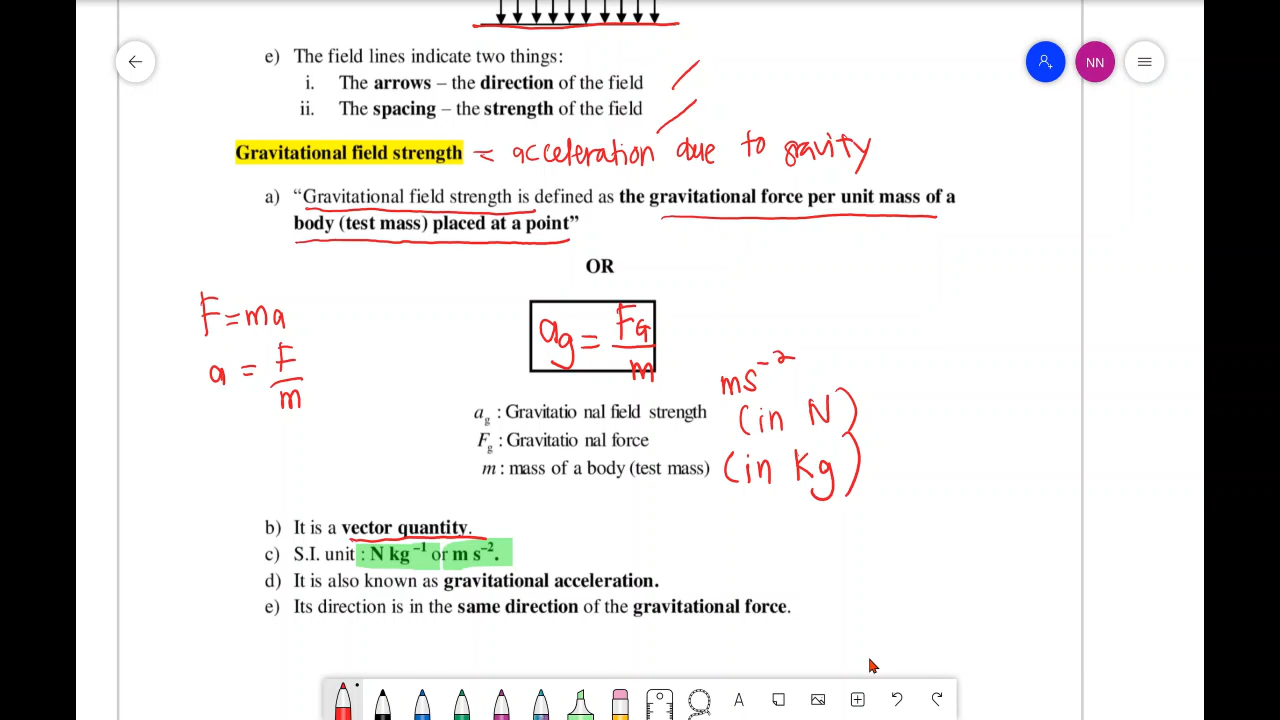 e) The field lines indicate two things:
i. The arrows – the direction of the field
ii. The spacing – the strength of the field
Gravitational field strength = acceleration due to gravity
a) “Gravitational field strength is defined as the gravitational force per unit mass of a
body (test mass) placed at a point”
OR
F = ma
a = F/m
ag = FG/m
ms⁻²
a_g : Gravitatio nal field strength
(in N)
F_g : Gravitatio nal force
m : mass of a body (test mass) (in Kg)
b) It is a vector quantity.
c) S.I. unit : N kg⁻¹ or m s⁻².
d) It is also known as gravitational acceleration.
e) Its direction is in the same direction of the gravitational force.
NN
A